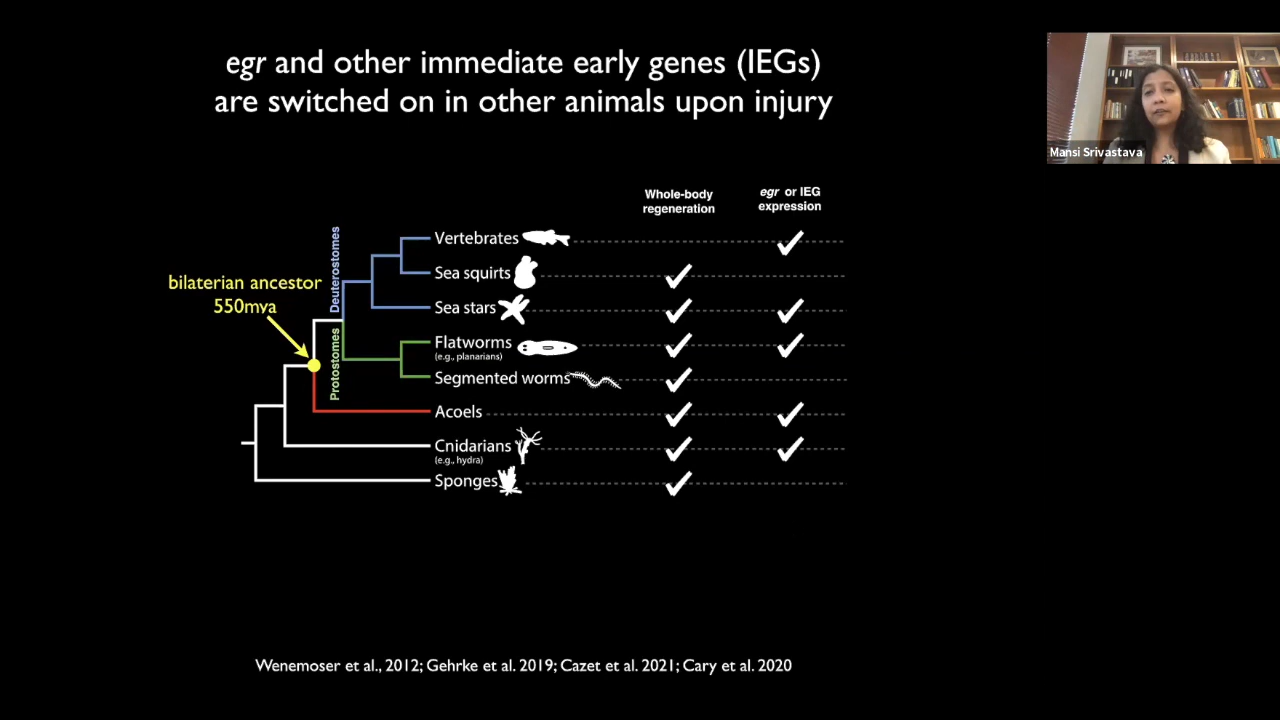 egr and other immediate early genes (IEGs)
are switched on in other animals upon injury
Mansi Srivastava
Whole-body
regeneration
egr or IEG
expression
bilaterian ancestor
550mya
Deuterostomes
Protostomes
Vertebrates
Sea squirts
Sea stars
Flatworms
(e.g., planarians)
Segmented worms
Acoels
Cnidarians
(e.g., hydra)
Sponges
Wenemoser et al., 2012; Gehrke et al. 2019; Cazet et al. 2021; Cary et al. 2020